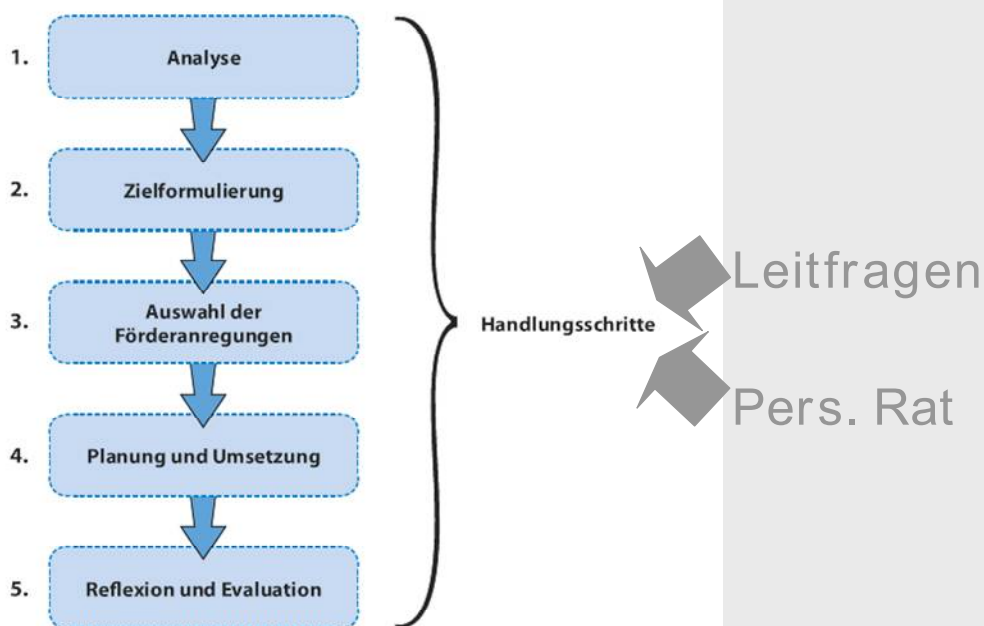 1. Analyse
2. Zielformulierung
3. Auswahl der
Förderanregungen
4. Planung und Umsetzung
5. Reflexion und Evaluation
Handlungsschritte
Leitfragen
Pers. Rat